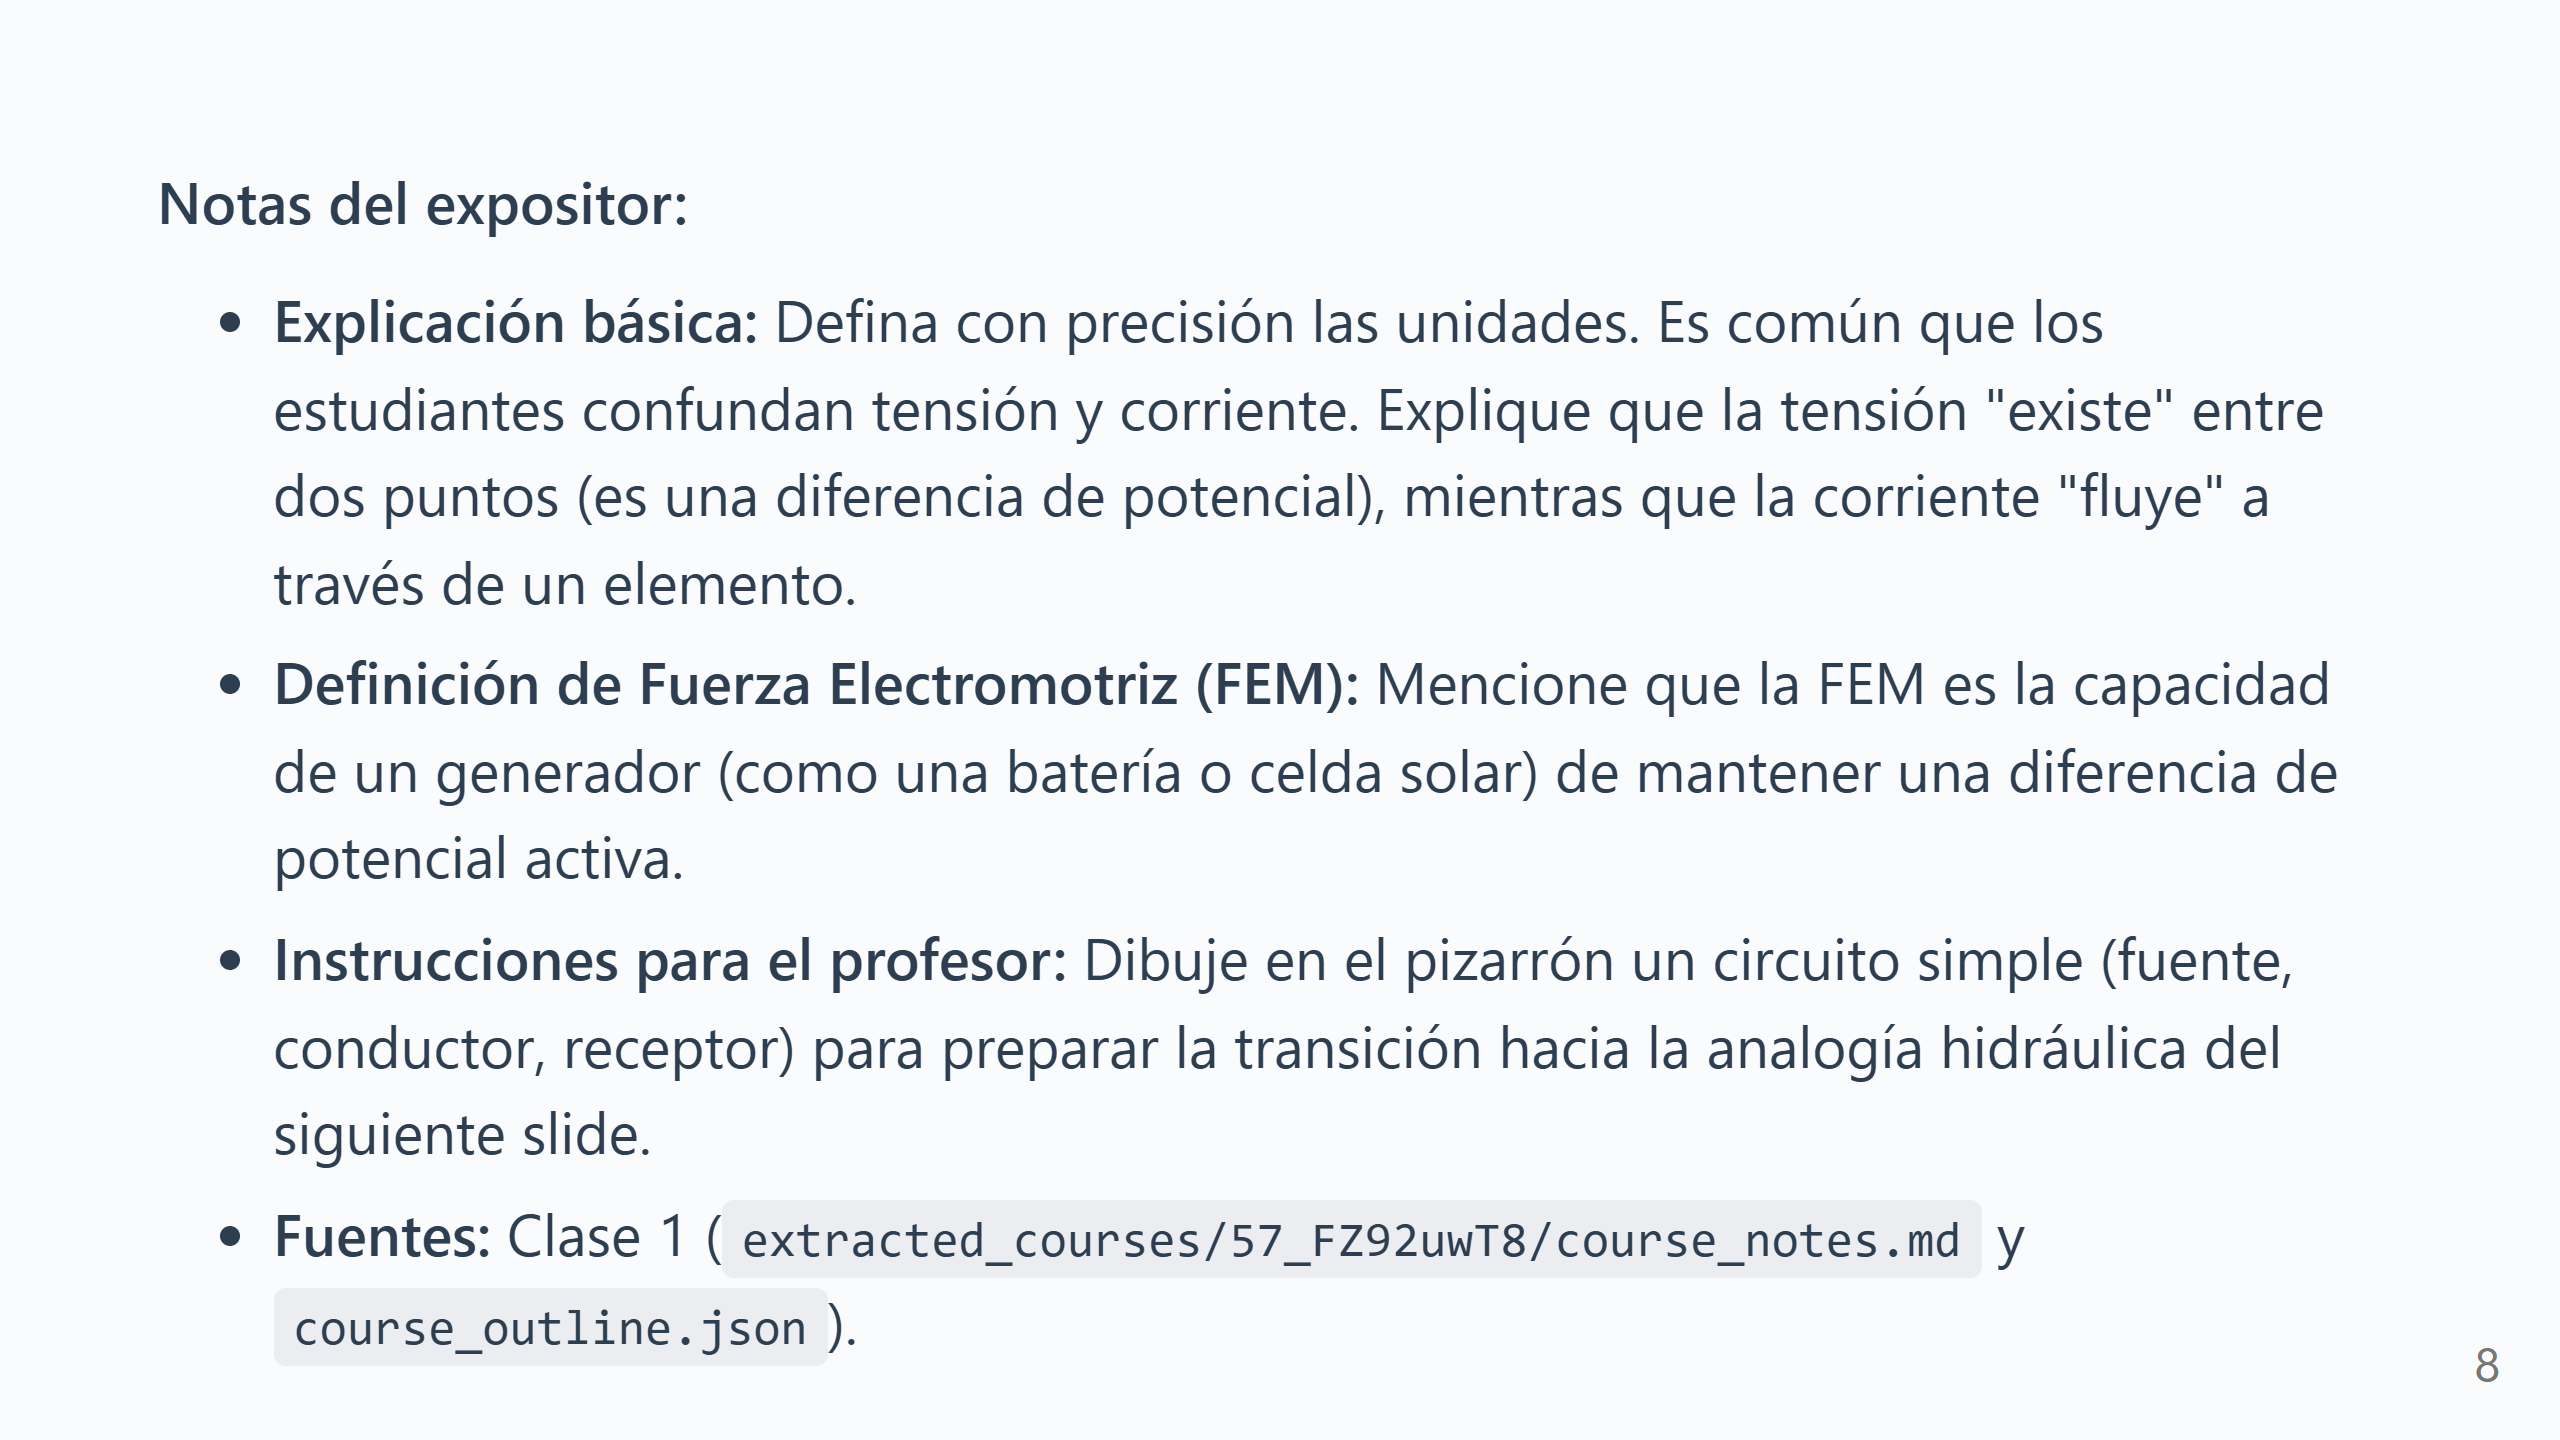 Notas del expositor:
• Explicación básica: Defina con precisión las unidades. Es común que los
estudiantes confundan tensión y corriente. Explique que la tensión "existe" entre
dos puntos (es una diferencia de potencial), mientras que la corriente "fluye" a
través de un elemento.
• Definición de Fuerza Electromotriz (FEM): Mencione que la FEM es la capacidad
de un generador (como una batería o celda solar) de mantener una diferencia de
potencial activa.
• Instrucciones para el profesor: Dibuje en el pizarrón un circuito simple (fuente,
conductor, receptor) para preparar la transición hacia la analogía hidráulica del
siguiente slide.
• Fuentes: Clase 1 (extracted_courses/57_FZ92uwT8/course_notes.md y
course_outline.json).
8